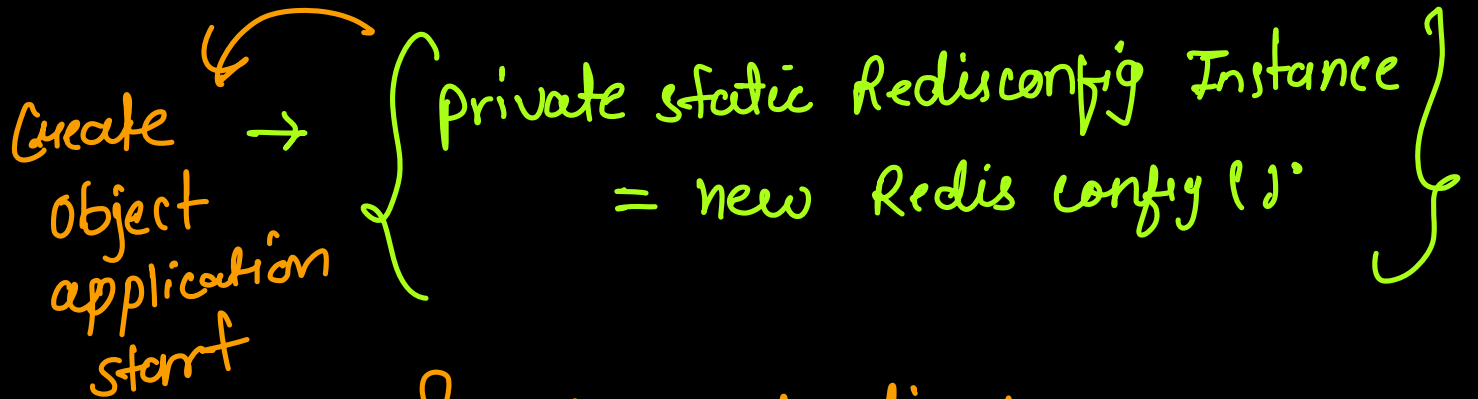 private static Redisconfig Instance
= new Redis config ();
Create →
Object
application
start